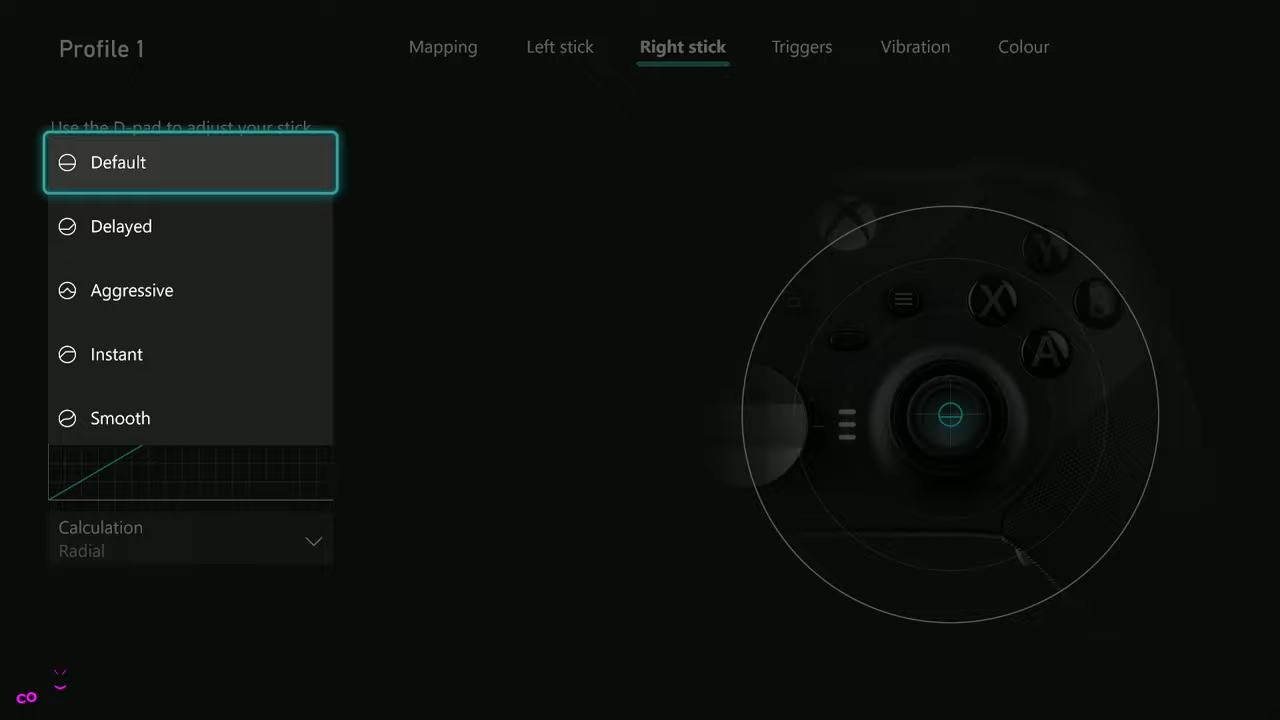 Profile 1
Mapping
Left stick
Right stick
Triggers
Vibration
Colour
Use the D-pad to adjust your stick
Default
Delayed
Aggressive
Instant
Smooth
Calculation
Radial
Y
X
B
A
co